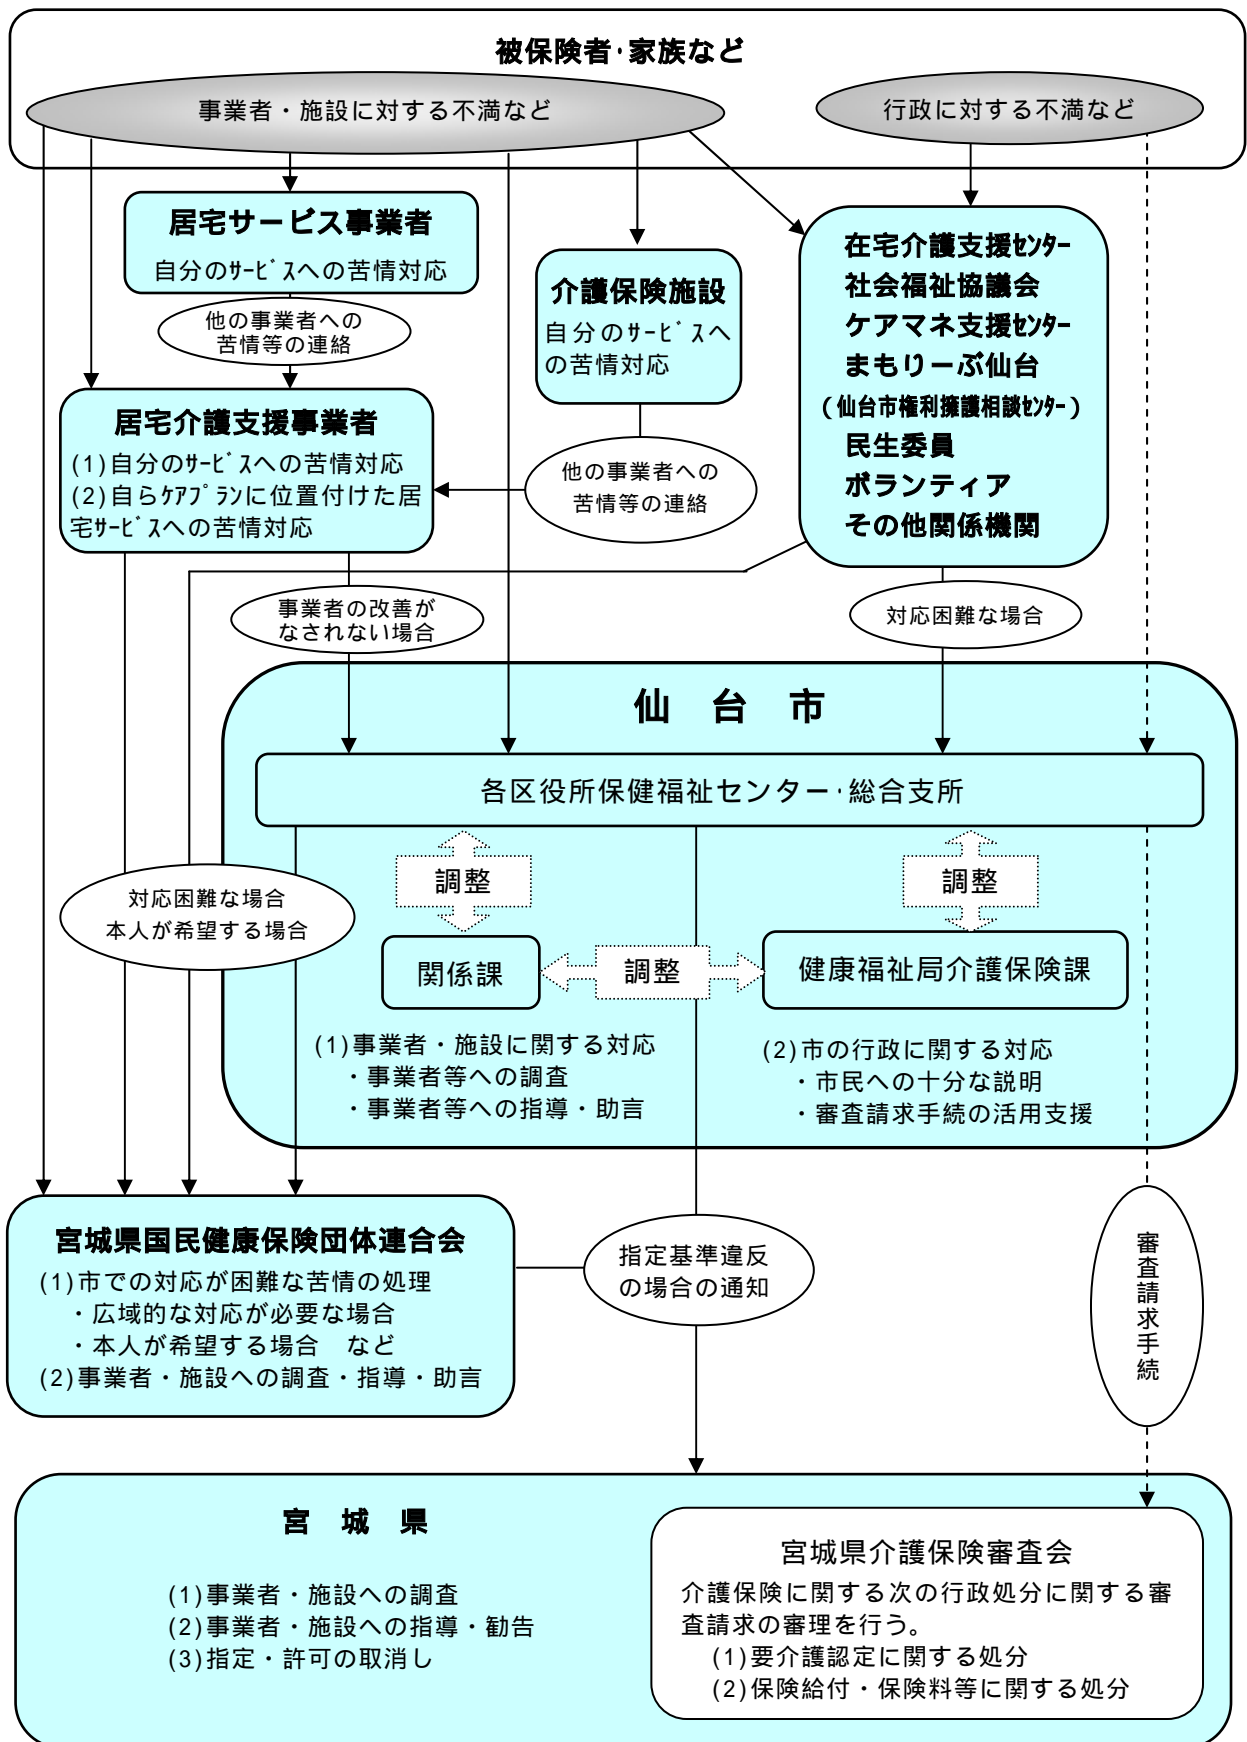 被保険者・家族など
事業者・施設に対する不満など
行政に対する不満など
居宅サービス事業者
自分のｻｰﾋﾞｽへの苦情対応
他の事業者への
苦情等の連絡
介護保険施設
自分のｻｰﾋﾞｽへ
の苦情対応
在宅介護支援ｾﾝﾀｰ
社会福祉協議会
ケアマネ支援ｾﾝﾀｰ
まもりーぶ仙台
（仙台市権利擁護相談ｾﾝﾀｰ）
民生委員
ボランティア
その他関係機関
居宅介護支援事業者
(1)自分のｻｰﾋﾞｽへの苦情対応
(2)自らｹｱﾌﾟﾗﾝに位置付けた居
宅ｻｰﾋﾞｽへの苦情対応
他の事業者への
苦情等の連絡
事業者の改善が
なされない場合
対応困難な場合
仙 台 市
各区役所保健福祉センター・総合支所
調整
調整
対応困難な場合
本人が希望する場合
関係課
調整
健康福祉局介護保険課
(1)事業者・施設に関する対応
・事業者等への調査
・事業者等への指導・助言
(2)市の行政に関する対応
・市民への十分な説明
・審査請求手続の活用支援
宮城県国民健康保険団体連合会
(1)市での対応が困難な苦情の処理
・広域的な対応が必要な場合
・本人が希望する場合　など
(2)事業者・施設への調査・指導・助言
指定基準違反
の場合の通知
審査請求手続
宮 城 県
(1)事業者・施設への調査
(2)事業者・施設への指導・勧告
(3)指定・許可の取消し
宮城県介護保険審査会
介護保険に関する次の行政処分に関する審
査請求の審理を行う。
(1)要介護認定に関する処分
(2)保険給付・保険料等に関する処分